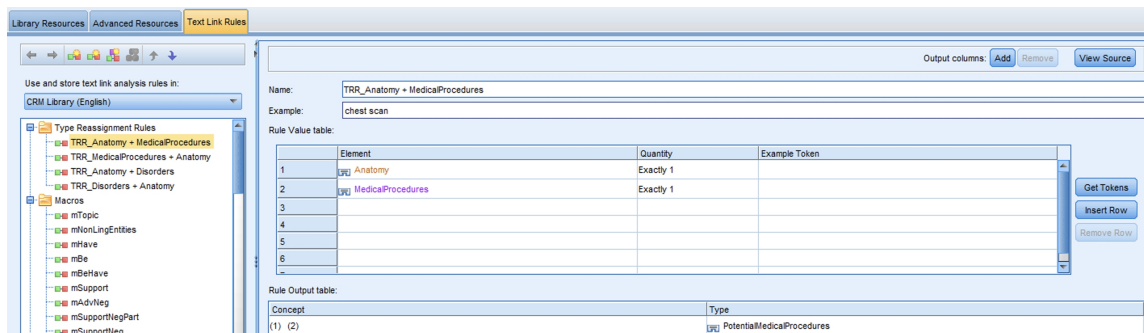 Library Resources Advanced Resources Text Link Rules
Output columns: Add Remove View Source
Use and store text link analysis rules in:
CRM Library (English)
Type Reassignment Rules
TRR_Anatomy + MedicalProcedures
TRR_MedicalProcedures + Anatomy
TRR_Anatomy + Disorders
TRR_Disorders + Anatomy
Macros
mTopic
mNonLingEntities
mHave
mBe
mBeHave
mSupport
mAdvNeg
mSupportNegPart
mSupportNeg
Name: TRR_Anatomy + MedicalProcedures
Example: chest scan
Rule Value table:
Element Quantity Example Token
1 Anatomy Exactly 1
2 MedicalProcedures Exactly 1
3
4
5
6
Get Tokens
Insert Row
Remove Row
Rule Output table:
Concept Type
(1) (2) PotentialMedicalProcedures